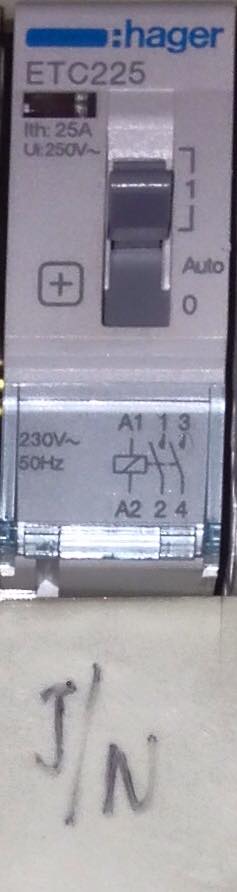 :hager
ETC225
Ith: 25A
Ui:250V~
1
Auto
0
230V~
50Hz
A1 1 3
A2 2 4
J/N